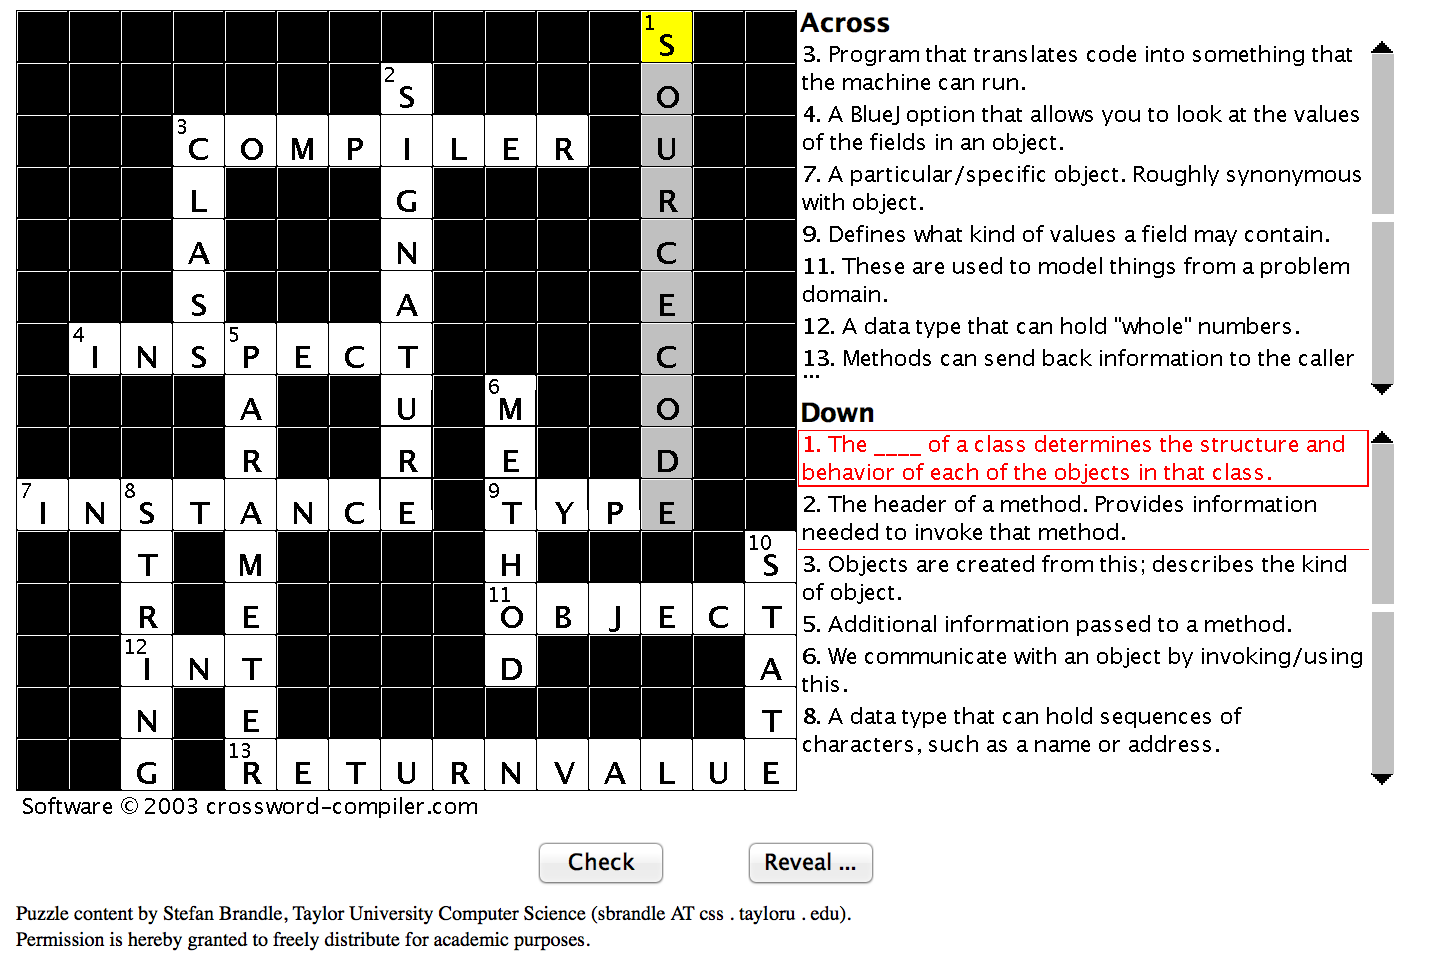 1
S
2
S O
3
C O M P I L E R U
L G R
A N C
S A E
4 5
I N S P E C T C
6
A U M O
R R E D
7 8 9
I N S T A N C E T Y P E
10
T M H S
11
R E O B J E C T
12
I N T D A
N E T
13
G R E T U R N V A L U E
Software © 2003 crossword-compiler.com
Across
3. Program that translates code into something that
the machine can run.
4. A BlueJ option that allows you to look at the values
of the fields in an object.
7. A particular/specific object. Roughly synonymous
with object.
9. Defines what kind of values a field may contain.
11. These are used to model things from a problem
domain.
12. A data type that can hold "whole" numbers.
13. Methods can send back information to the caller
...
Down
1. The ____ of a class determines the structure and
behavior of each of the objects in that class.
2. The header of a method. Provides information
needed to invoke that method.
3. Objects are created from this; describes the kind
of object.
5. Additional information passed to a method.
6. We communicate with an object by invoking/using
this.
8. A data type that can hold sequences of
characters, such as a name or address.
Check
Reveal ...
Puzzle content by Stefan Brandle, Taylor University Computer Science (sbrandle AT css . tayloru . edu).
Permission is hereby granted to freely distribute for academic purposes.